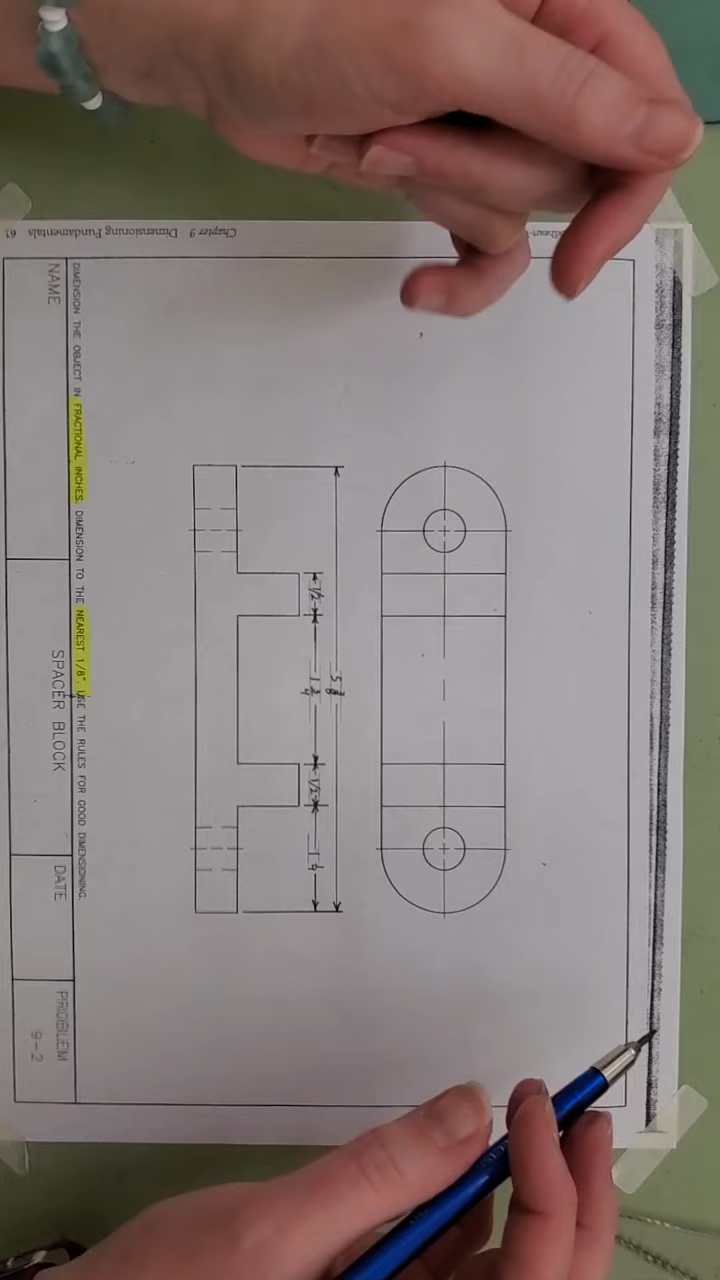 Chapter 9 Dimensioning Fundamentals
5 3/8
1/2
1 3/4
1/2
1 1/4
DIMENSION THE OBJECT IN FRACTIONAL INCHES. DIMENSION TO THE NEAREST 1/8". USE THE RULES FOR GOOD DIMENSIONING.
NAME
SPACER BLOCK
DATE
PROBLEM
9-2